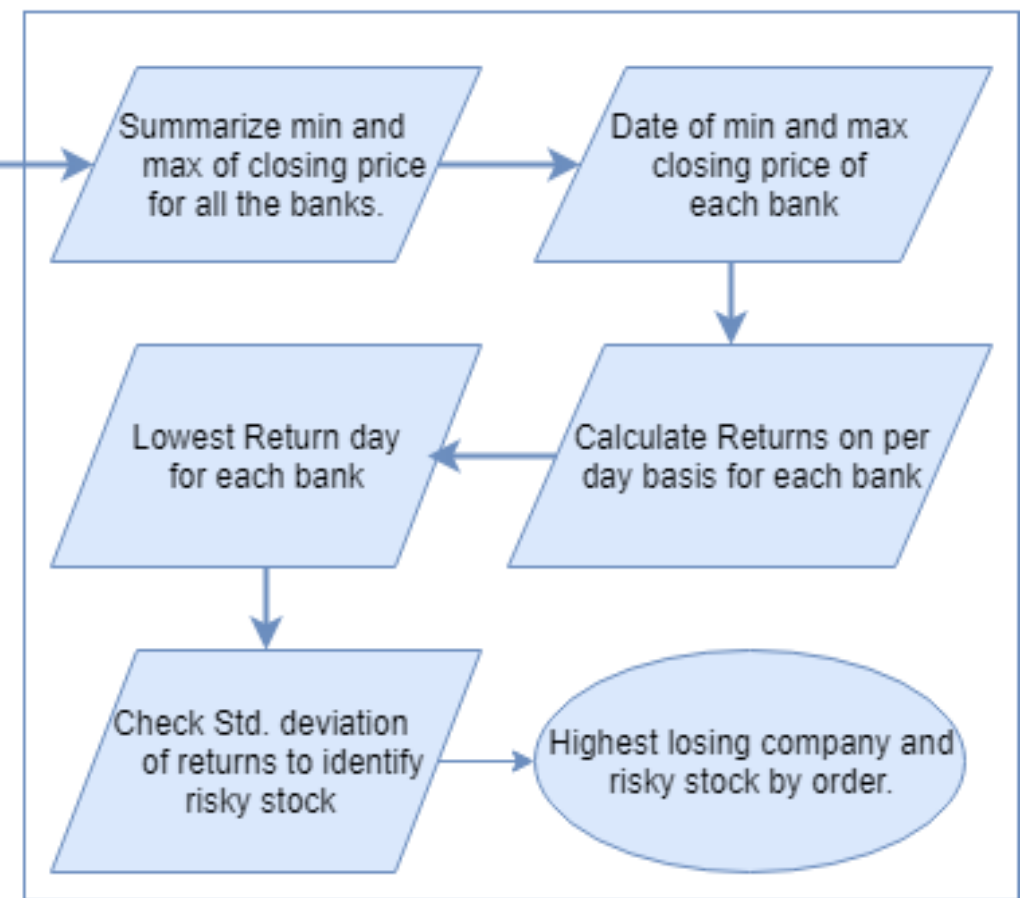 Summarize min and
max of closing price
for all the banks.
Date of min and max
closing price of
each bank
Calculate Returns on per
day basis for each bank
Lowest Return day
for each bank
Check Std. deviation
of returns to identify
risky stock
Highest losing company and
risky stock by order.